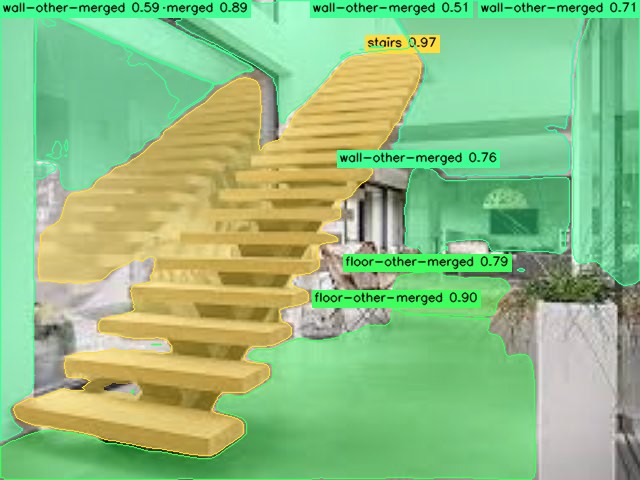 wall-other-merged 0.59
-merged 0.89
wall-other-merged 0.51
wall-other-merged 0.71
stairs 0.97
wall-other-merged 0.76
floor-other-merged 0.79
floor-other-merged 0.90